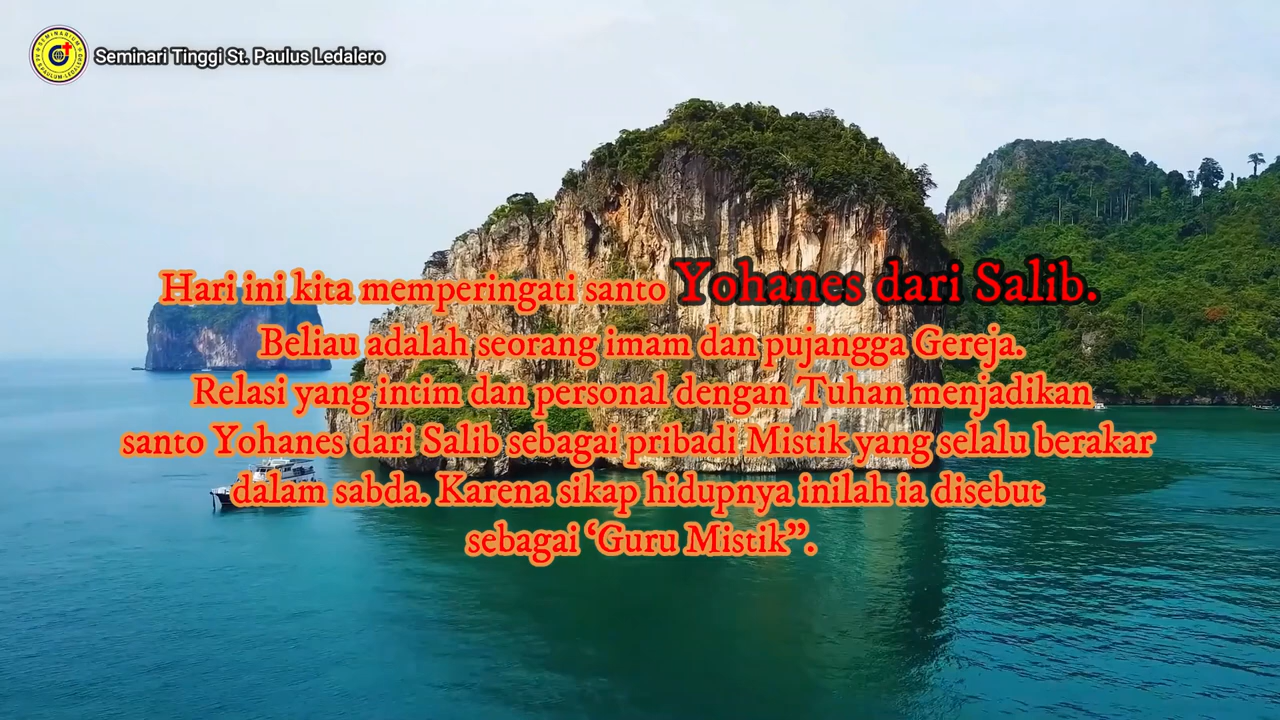 Seminari Tinggi St. Paulus Ledalero
Hari ini kita memperingati santo Yohanes dari Salib.
Beliau adalah seorang imam dan pujangga Gereja.
Relasi yang intim dan personal dengan Tuhan menjadikan
santo Yohanes dari Salib sebagai pribadi Mistik yang selalu berakar
dalam sabda. Karena sikap hidupnya inilah ia disebut
sebagai ‘Guru Mistik”.